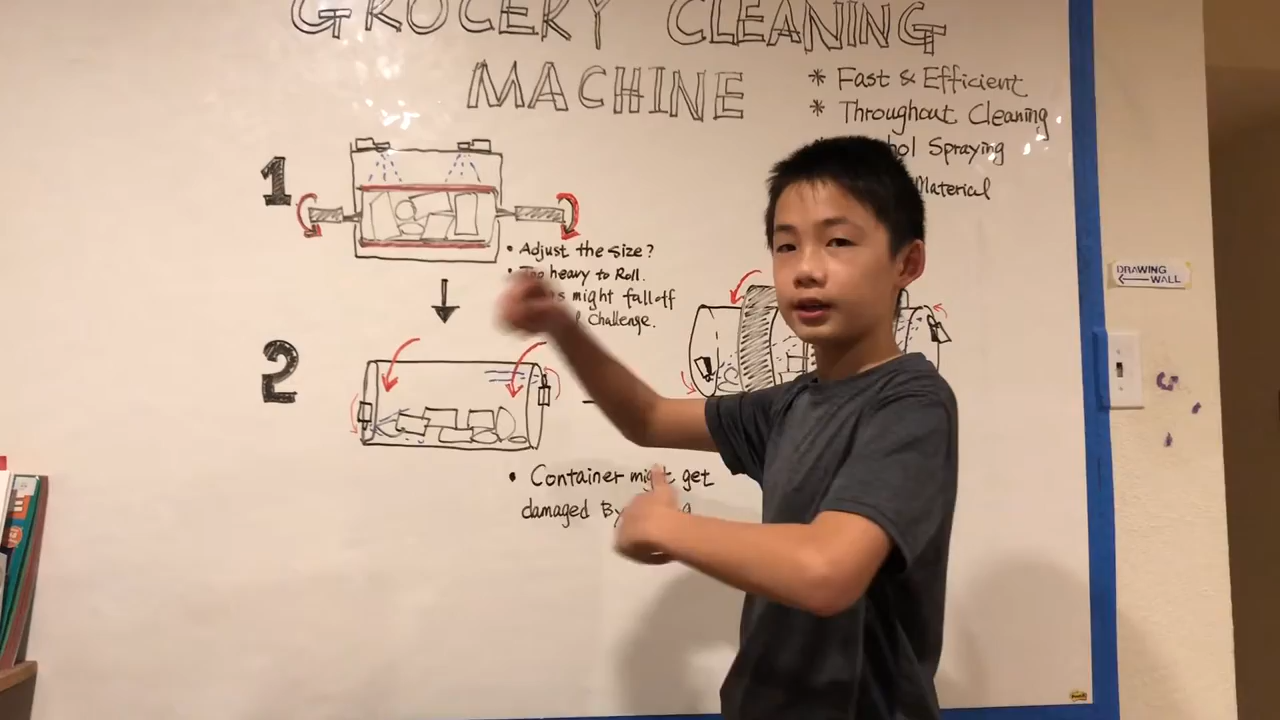 GROCERY CLEANING
MACHINE
* Fast & Efficient
* Throughout Cleaning
Spraying
Material
1
• Adjust the size?
• Too heavy to Roll.
might fall off
Challenge.
DRAWING
WALL
2
• Container might get
damaged By